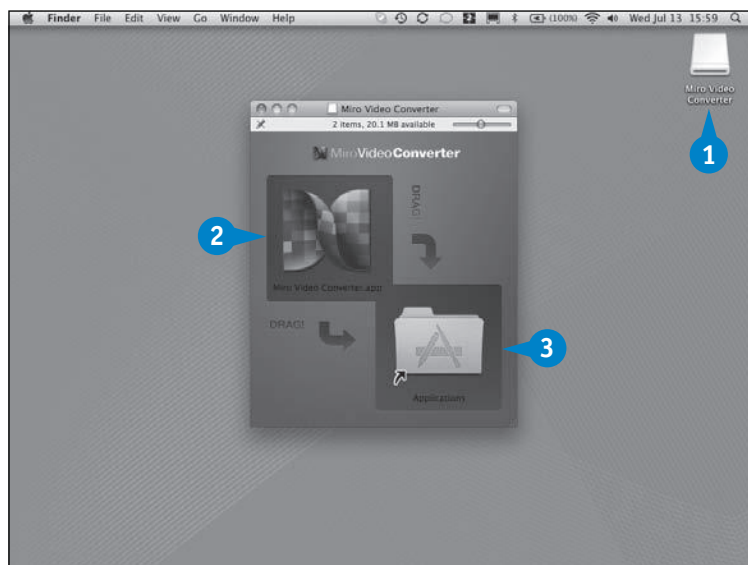 Finder File Edit View Go Window Help (100%) Wed Jul 13 15:59
Miro Video
Converter
1
Miro Video Converter
2 items, 20.1 MB available
MiroVideoConverter
DRAG!
2
Miro Video Converter.app
DRAG!
3
Applications